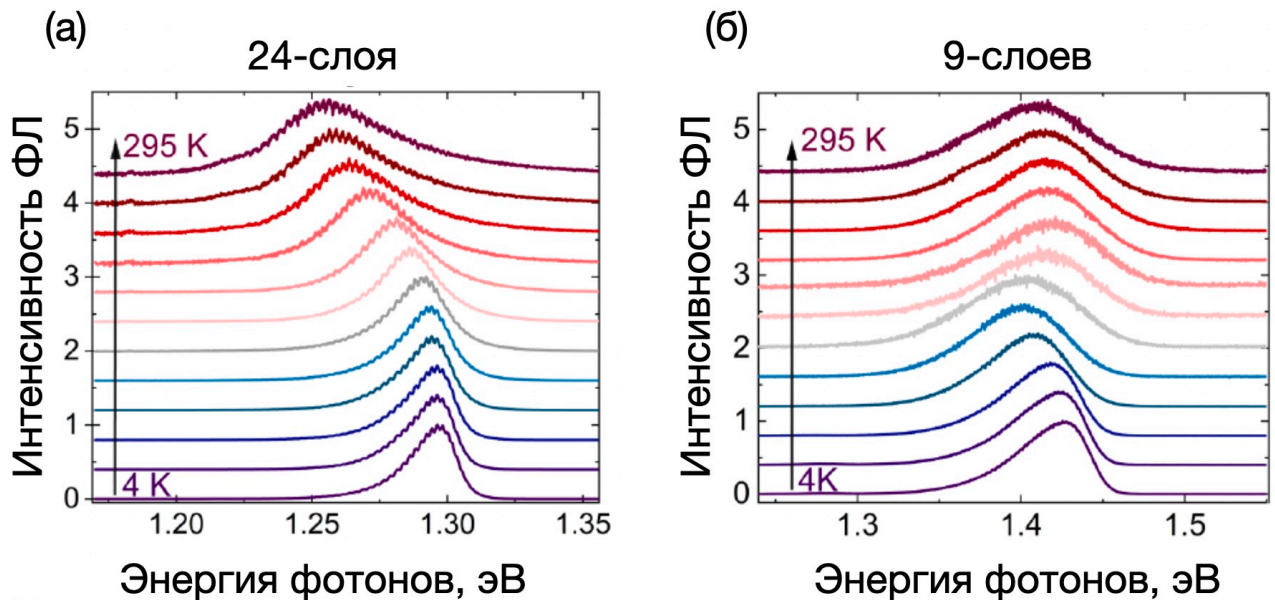 (а)
24-слоя
Интенсивность ФЛ
5
4
3
2
1
0
295 K
4 K
1.20
1.25
1.30
1.35
Энергия фотонов, эВ
(б)
9-слоев
Интенсивность ФЛ
5
4
3
2
1
0
295 K
4K
1.3
1.4
1.5
Энергия фотонов, эВ